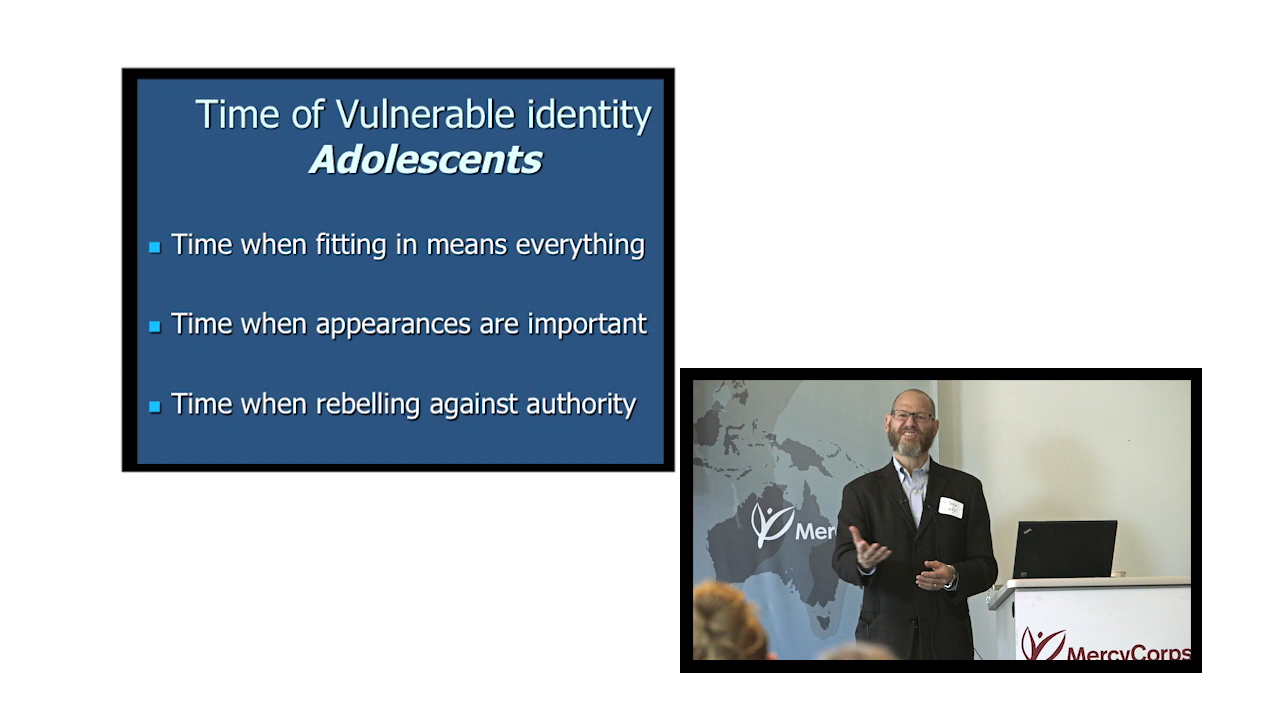 Time of Vulnerable identity
Adolescents
Time when fitting in means everything
Time when appearances are important
Time when rebelling against authority
Mer
MercyCorps